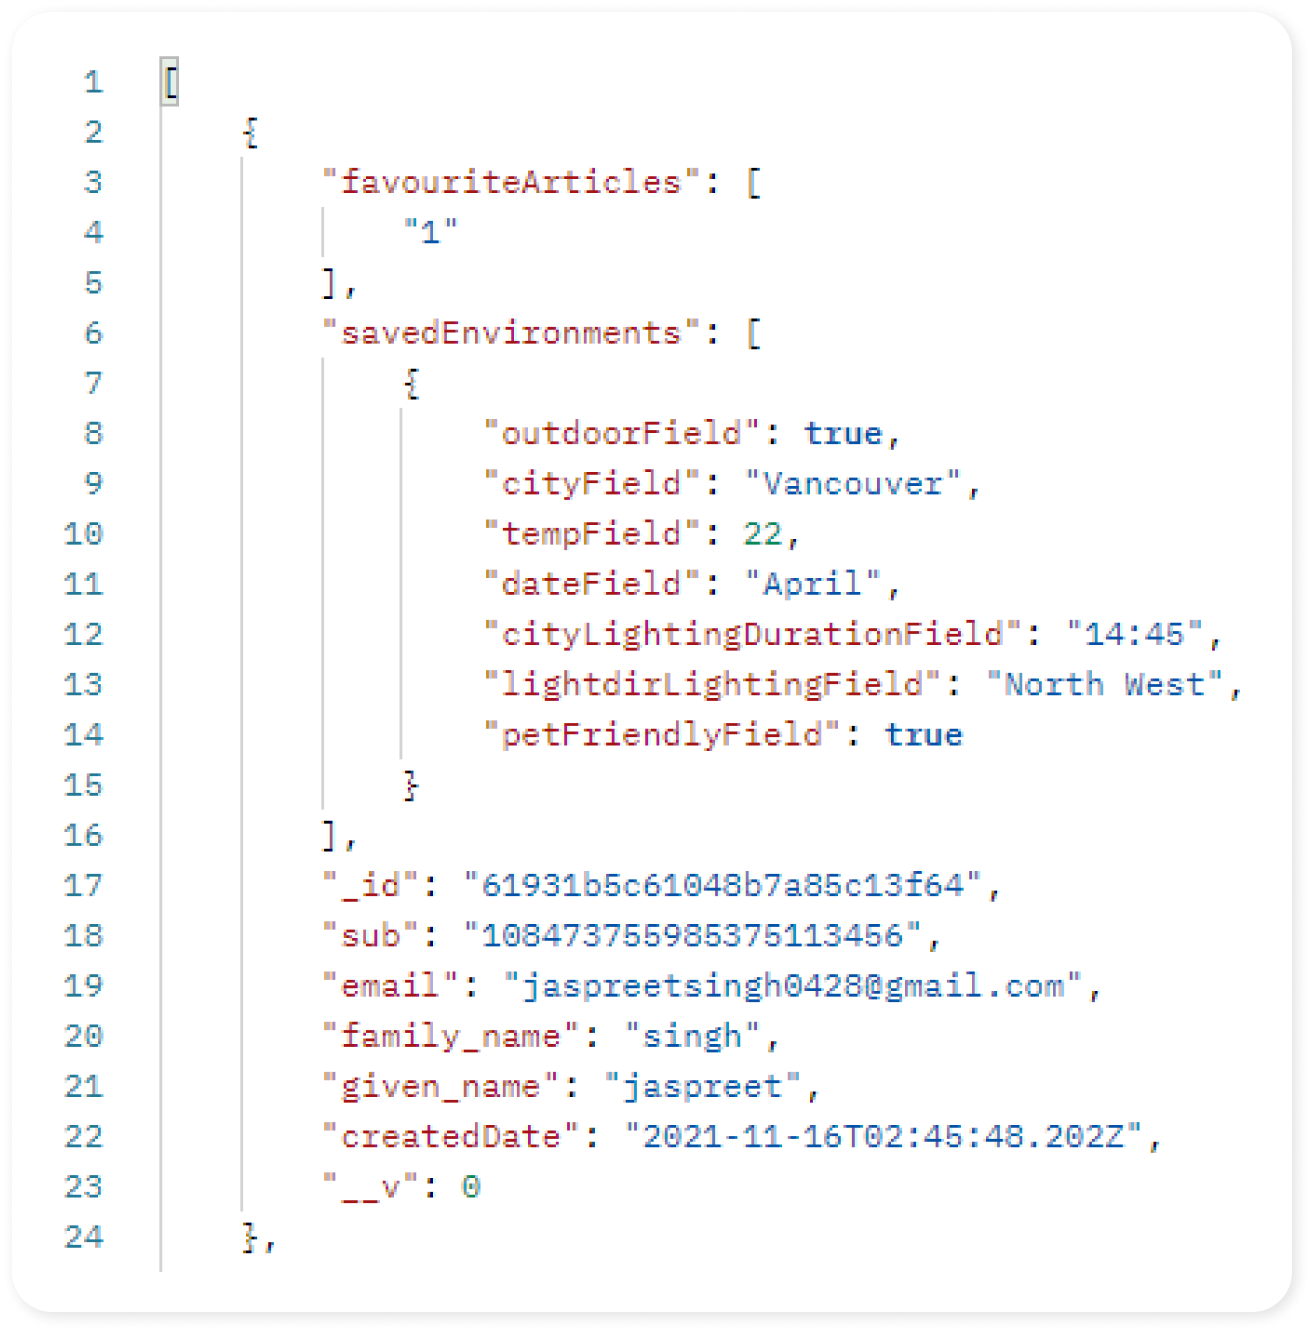 1 [
2 {
3 "favouriteArticles": [
4 "1"
5 ],
6 "savedEnvironments": [
7 {
8 "outdoorField": true,
9 "cityField": "Vancouver",
10 "tempField": 22,
11 "dateField": "April",
12 "cityLightingDurationField": "14:45",
13 "lightdirLightingField": "North West",
14 "petFriendlyField": true
15 }
16 ],
17 "_id": "61931b5c61048b7a85c13f64",
18 "sub": "108473755985375113456",
19 "email": "jaspreetsingh0428@gmail.com",
20 "family_name": "singh",
21 "given_name": "jaspreet",
22 "createdDate": "2021-11-16T02:45:48.202Z",
23 "__v": 0
24 },